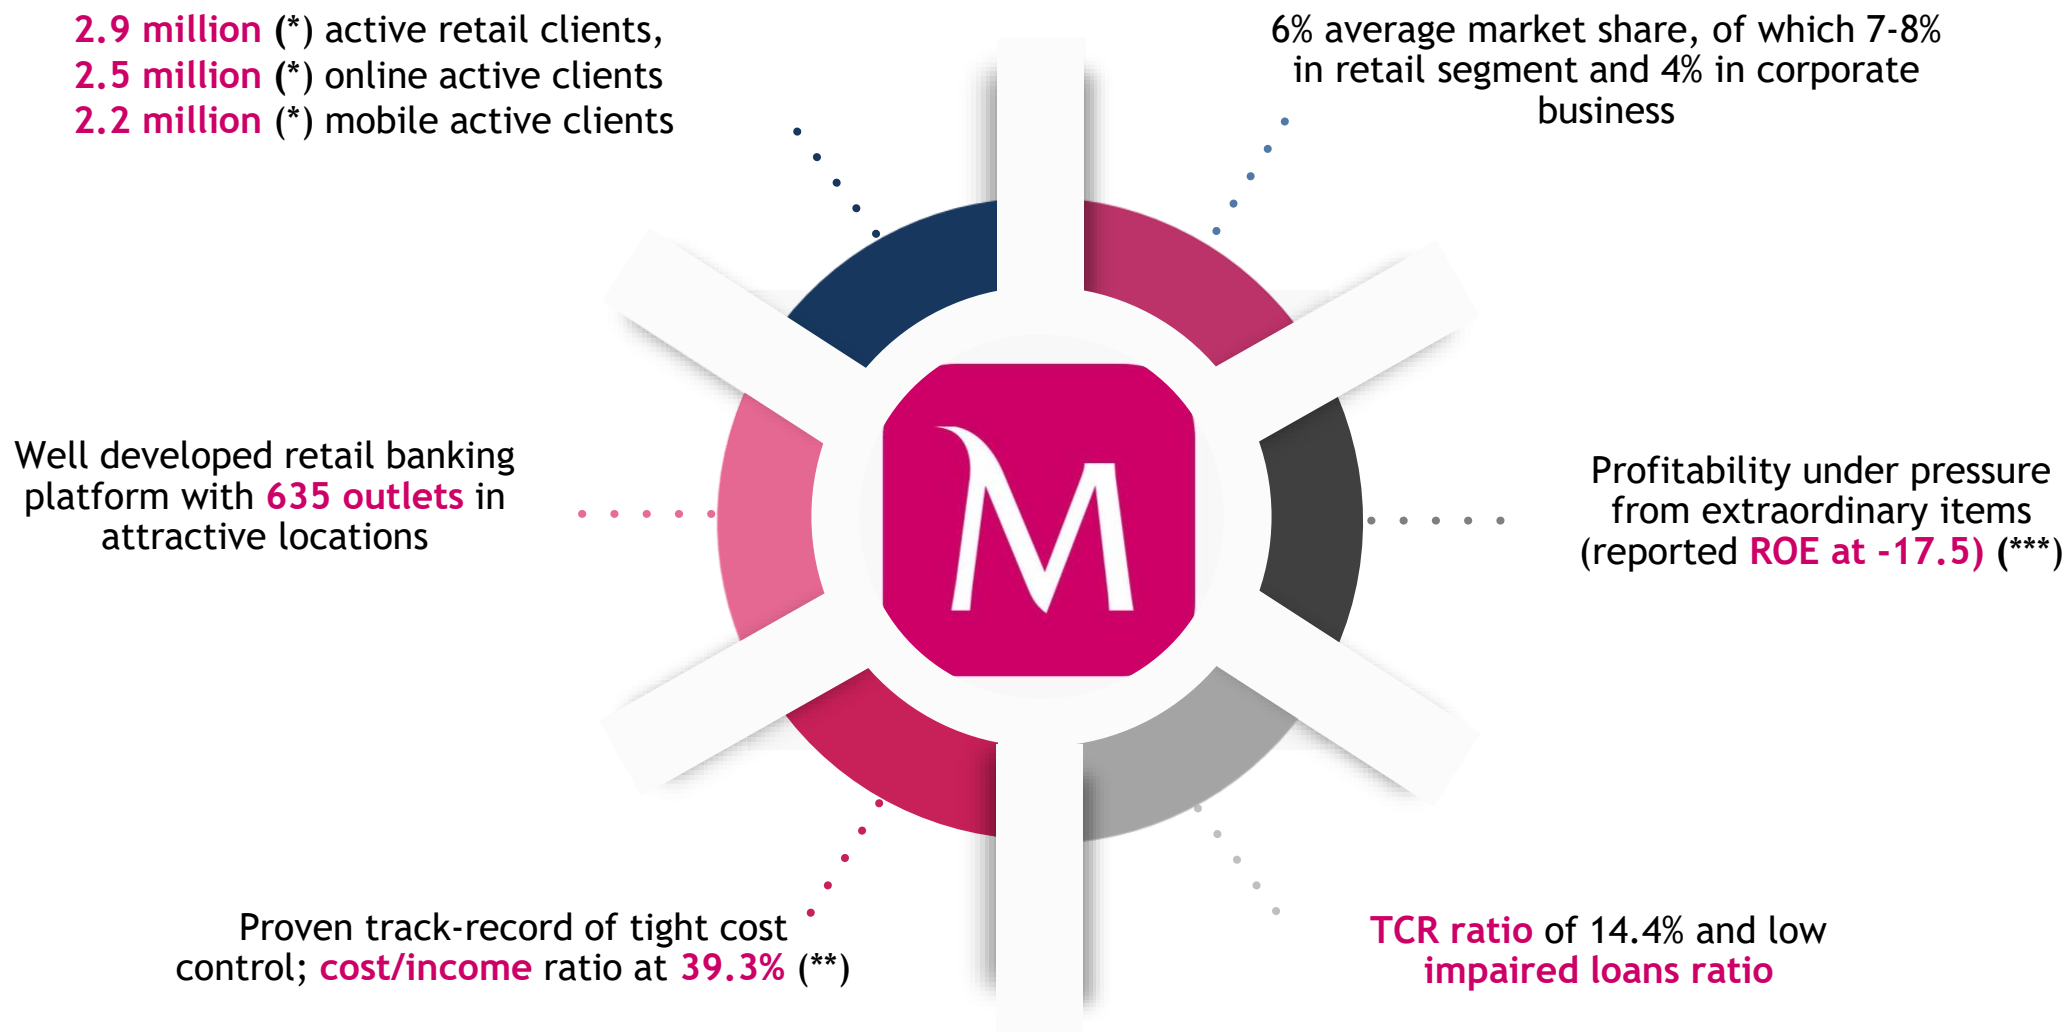 2.9 million (*) active retail clients,
2.5 million (*) online active clients
2.2 million (*) mobile active clients
6% average market share, of which 7-8%
in retail segment and 4% in corporate
business
Well developed retail banking
platform with 635 outlets in
attractive locations
M
Profitability under pressure
from extraordinary items
(reported ROE at -17.5) (***)
Proven track-record of tight cost
control; cost/income ratio at 39.3% (**)
TCR ratio of 14.4% and low
impaired loans ratio